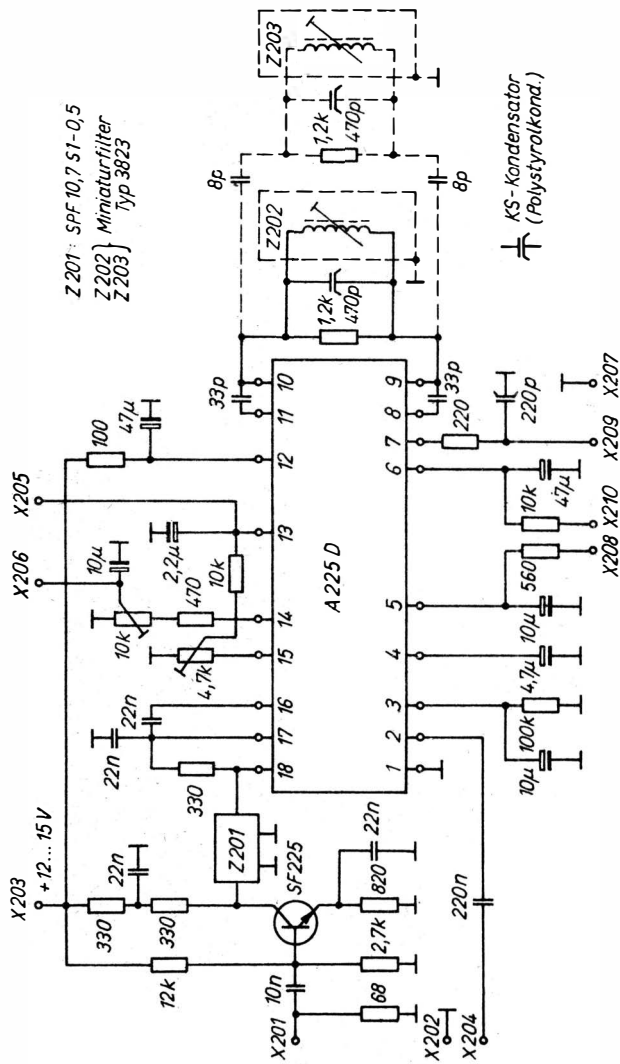 Z 201 : SPF 10,7 S1-0,5
Z202 } Miniaturfilter
Z203 } Typ 3823
X203
+12...15V
X206
X205
330
22n
330
12k
Z201
SF225
10n
X201
68
2,7k
820
22n
X202
X204
220n
22n
22n
330
10k
10µ
470
4,7k
2,2µ
10k
100
47µ
33p
18
17
16
15
14
13
12
11
10
A 225 D
1
2
3
4
5
6
7
8
9
10µ
100k
4,7µ
10µ
560
10k
47µ
220
220p
33p
X208
X210
X209
X207
1,2k
470p
Z202
8p
8p
1,2k
470p
Z203
KS-Kondensator
(Polystyrolkond.)